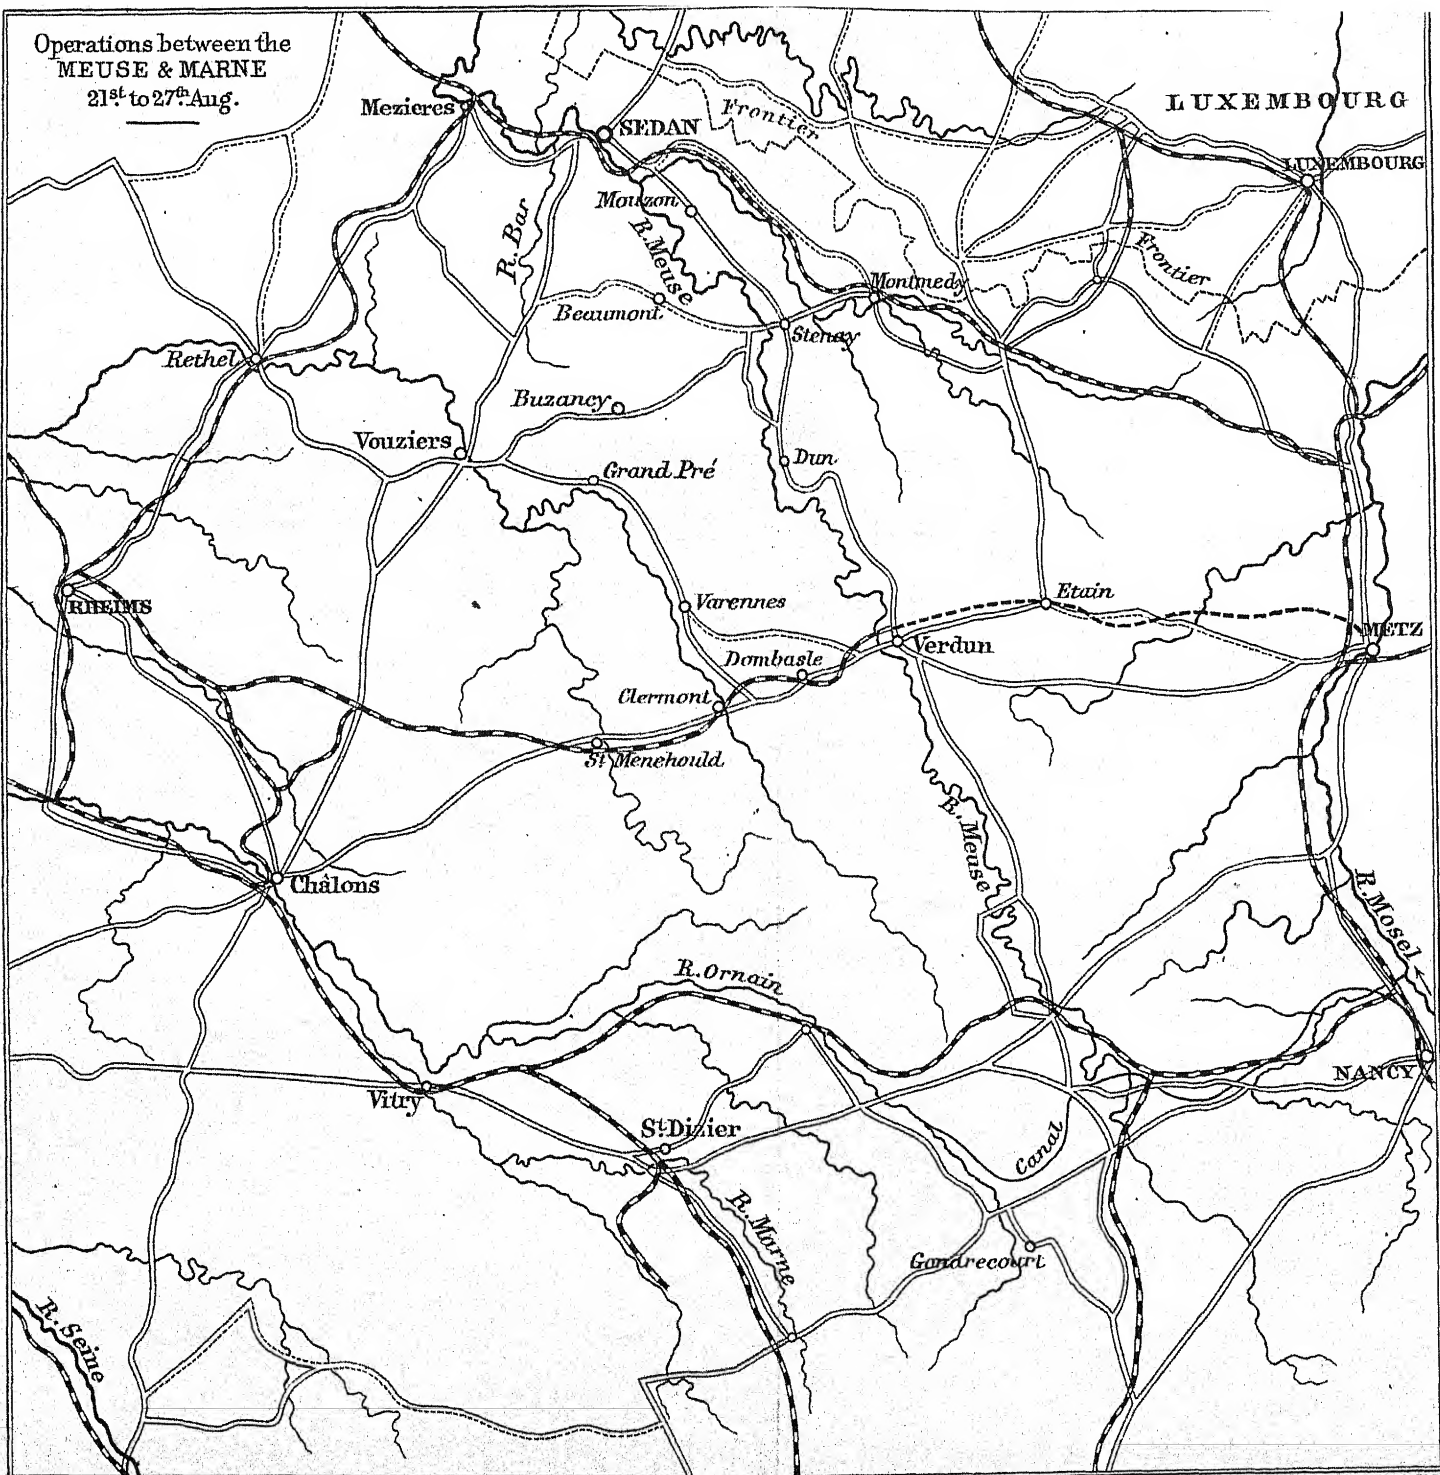 Operations between the
MEUSE & MARNE
21st. to 27th. Aug.
LUXEMBOURG
Mezieres
SEDAN
Frontier
LUXEMBOURG
Mouzon
R. Bar
R. Meuse
Frontier
Montmedy
Beaumont
Stenay
Rethel
Buzancy
Vouziers
Grand Pré
Dun
RHEIMS
Varennes
Etain
METZ
Verdun
Dombasle
Clermont
St. Menehould
R. Meuse
Châlons
R. Mosel
R. Ornain
NANCY
Vitry
St. Dizier
Canal
R. Marne
Gondrecourt
R. Seine